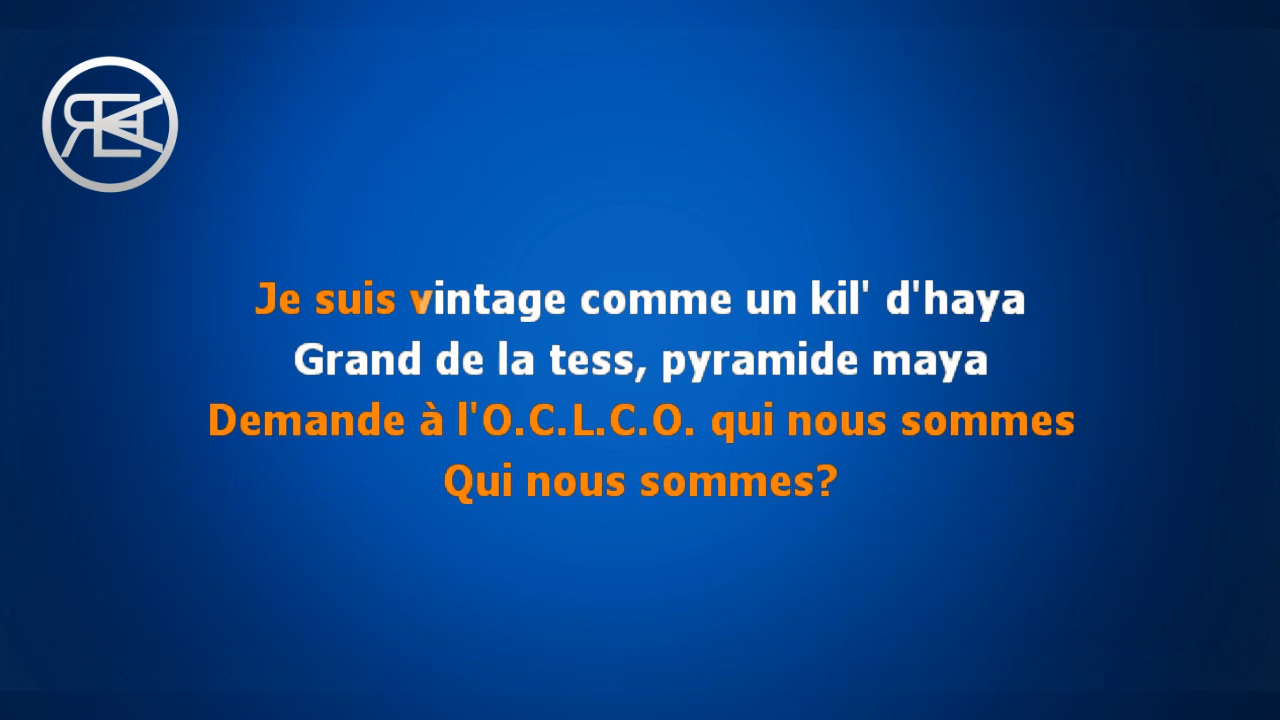 Je suis vintage comme un kil' d'haya
Grand de la tess, pyramide maya
Demande à l'O.C.L.C.O. qui nous sommes
Qui nous sommes?